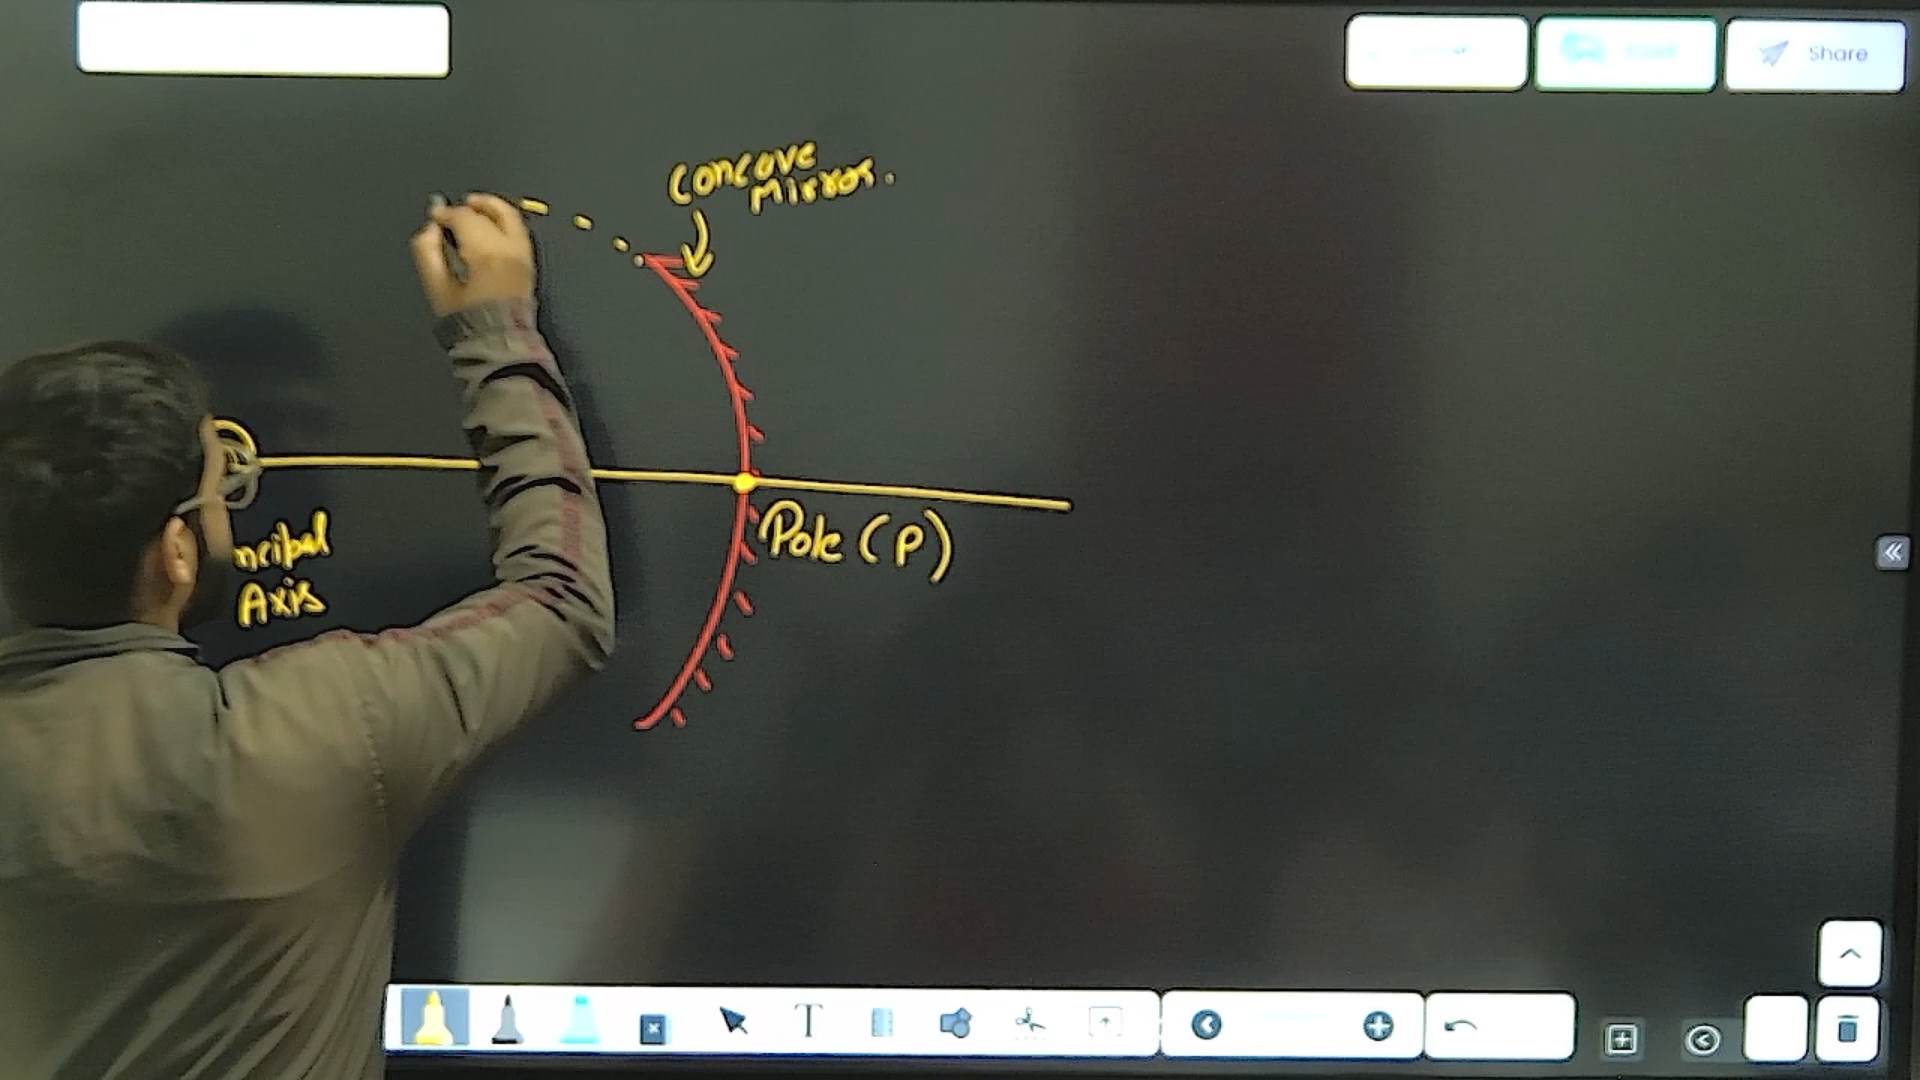 Share
Concave
Mirror.
Pole (P)
Axis
T